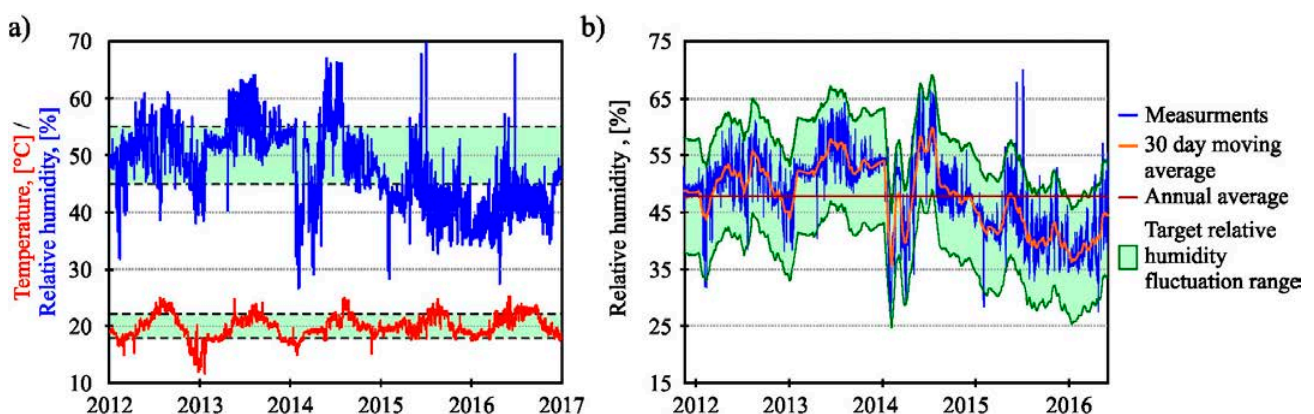 a)
Temperature, [°C] /
Relative humidity, [%]
70
60
50
40
30
20
10
2012 2013 2014 2015 2016 2017
b)
Relative humidity , [%]
75
65
55
45
35
25
15
2012 2013 2014 2015 2016
Measurments
30 day moving
average
Annual average
Target relative
humidity
fluctuation range